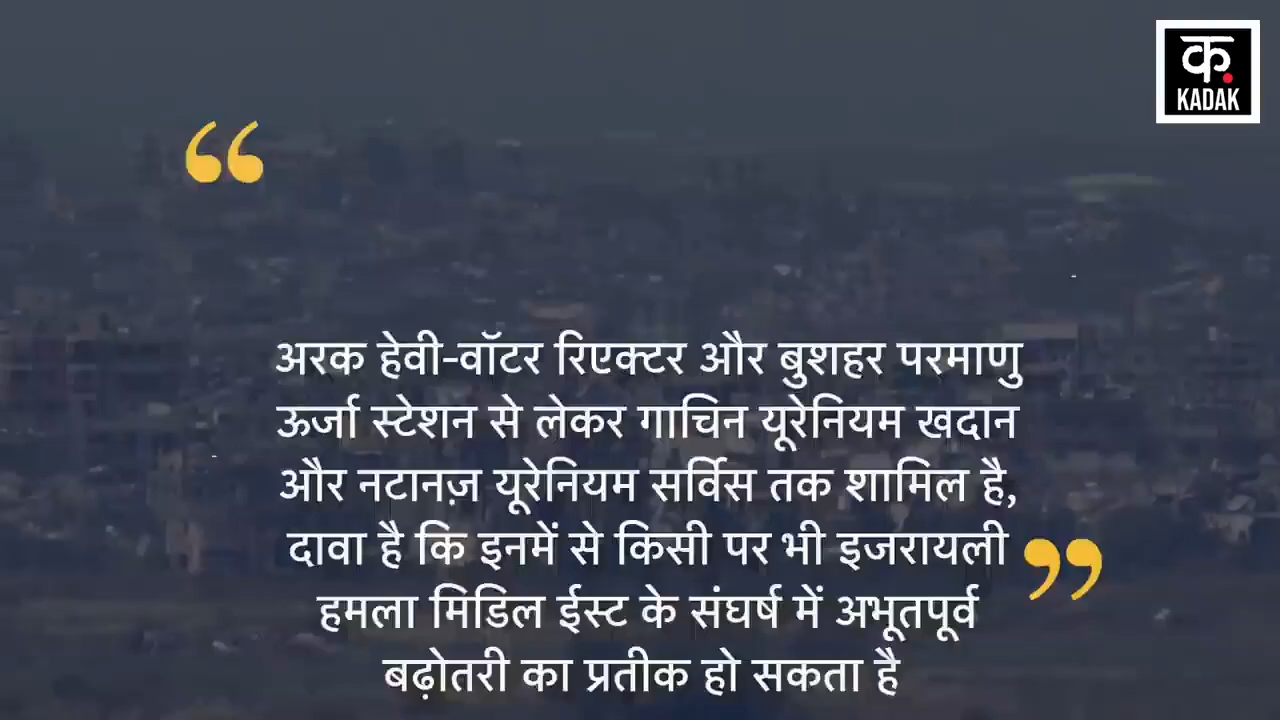 क
KADAK
“
अरक हेवी-वॉटर रिएक्टर और बुशहर परमाणु
ऊर्जा स्टेशन से लेकर गाचिन यूरेनियम खदान
और नटानज़ यूरेनियम सर्विस तक शामिल है,
दावा है कि इनमें से किसी पर भी इजरायली
हमला मिडिल ईस्ट के संघर्ष में अभूतपूर्व
बढ़ोतरी का प्रतीक हो सकता है
”